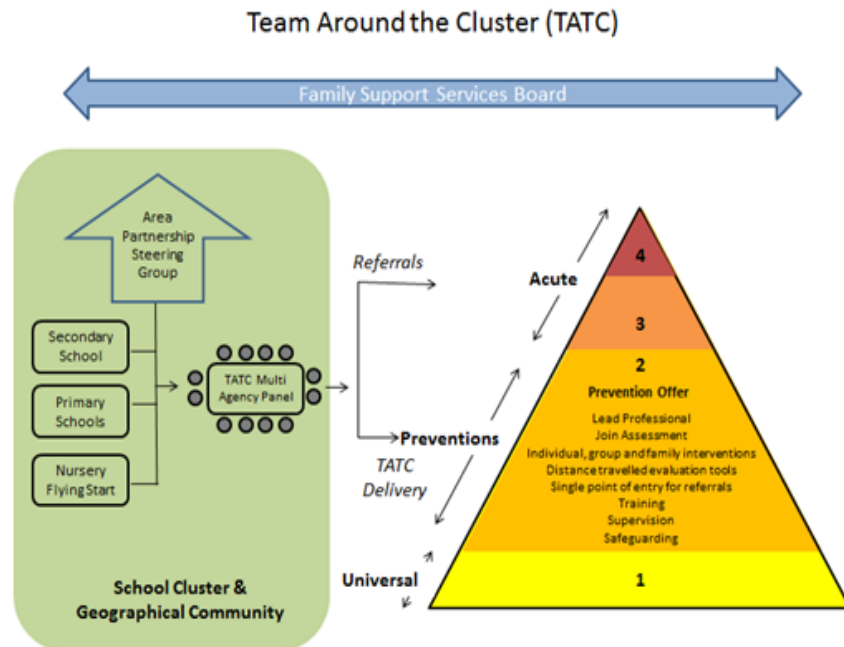 Team Around the Cluster (TATC)
Family Support Services Board
Area
Partnership
Steering
Group
Secondary
School
Primary
Schools
Nursery
Flying Start
TATC Multi
Agency Panel
School Cluster &
Geographical Community
Referrals
Preventions
TATC
Delivery
Acute
Universal
4
3
2
Prevention Offer
Lead Professional
Join Assessment
Individual, group and family interventions
Distance travelled evaluation tools
Single point of entry for referrals
Training
Supervision
Safeguarding
1